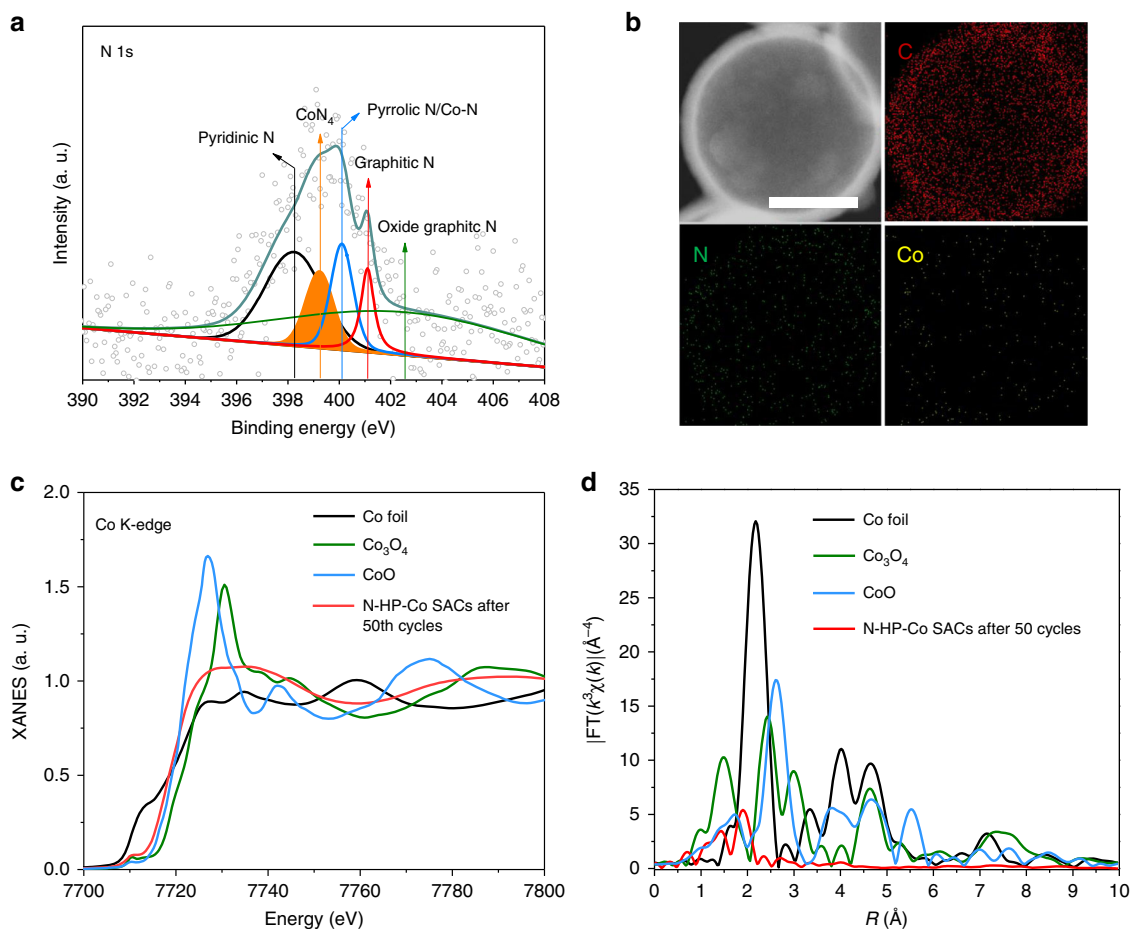 a
N 1s
Pyridinic N
CoN₄
Pyrrolic N/Co-N
Graphitic N
Oxide graphitc N
Intensity (a. u.)
390 392 394 396 398 400 402 404 406 408
Binding energy (eV)
b
C
N
Co
c
Co K-edge
Co foil
Co₃O₄
CoO
N-HP-Co SACs after
50th cycles
XANES (a. u.)
2.0
1.5
1.0
0.5
0.0
7700 7720 7740 7760 7780 7800
Energy (eV)
d
Co foil
Co₃O₄
CoO
N-HP-Co SACs after 50 cycles
|FT(k³χ(k)|(Å⁻⁴)
35
30
25
20
15
10
5
0
0 1 2 3 4 5 6 7 8 9 10
R (Å)